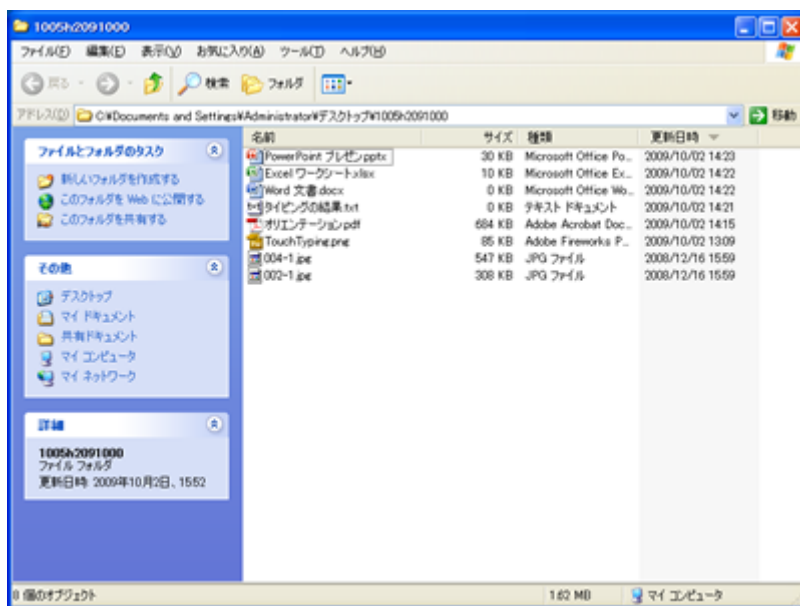 1005h2091000
ファイル(F) 編集(E) 表示(V) お気に入り(A) ツール(T) ヘルプ(H)
戻る 検索 フォルダ
アドレス(D) C:¥Documents and Settings¥Administrator¥デスクトップ¥1005h2091000 移動
ファイルとフォルダのタスク
新しいフォルダを作成する
このフォルダを Web に公開する
このフォルダを共有する
その他
デスクトップ
マイ ドキュメント
共有ドキュメント
マイ コンピュータ
マイ ネットワーク
詳細
1005h2091000
ファイル フォルダ
更新日時: 2009年10月2日、15:52
名前 サイズ 種類 更新日時
PowerPoint プレゼン.pptx 30 KB Microsoft Office Po... 2009/10/02 14:23
Excel ワークシート.xlsx 10 KB Microsoft Office Ex... 2009/10/02 14:22
Word 文書.docx 0 KB Microsoft Office Wo... 2009/10/02 14:22
タイピングの結果.txt 0 KB テキスト ドキュメント 2009/10/02 14:21
オリエンテーション.pdf 684 KB Adobe Acrobat Doc... 2009/10/02 14:15
TouchTyping.png 85 KB Adobe Fireworks P... 2009/10/02 13:09
004-1.jpg 547 KB JPG ファイル 2008/12/16 15:59
002-1.jpg 308 KB JPG ファイル 2008/12/16 15:59
8 個のオブジェクト 1.62 MB マイ コンピュータ